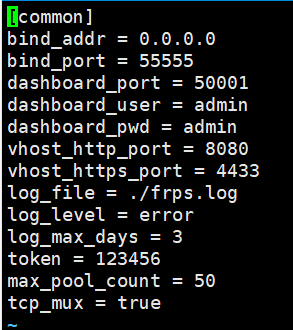 [common]
bind_addr = 0.0.0.0
bind_port = 55555
dashboard_port = 50001
dashboard_user = admin
dashboard_pwd = admin
vhost_http_port = 8080
vhost_https_port = 4433
log_file = ./frps.log
log_level = error
log_max_days = 3
token = 123456
max_pool_count = 50
tcp_mux = true
~